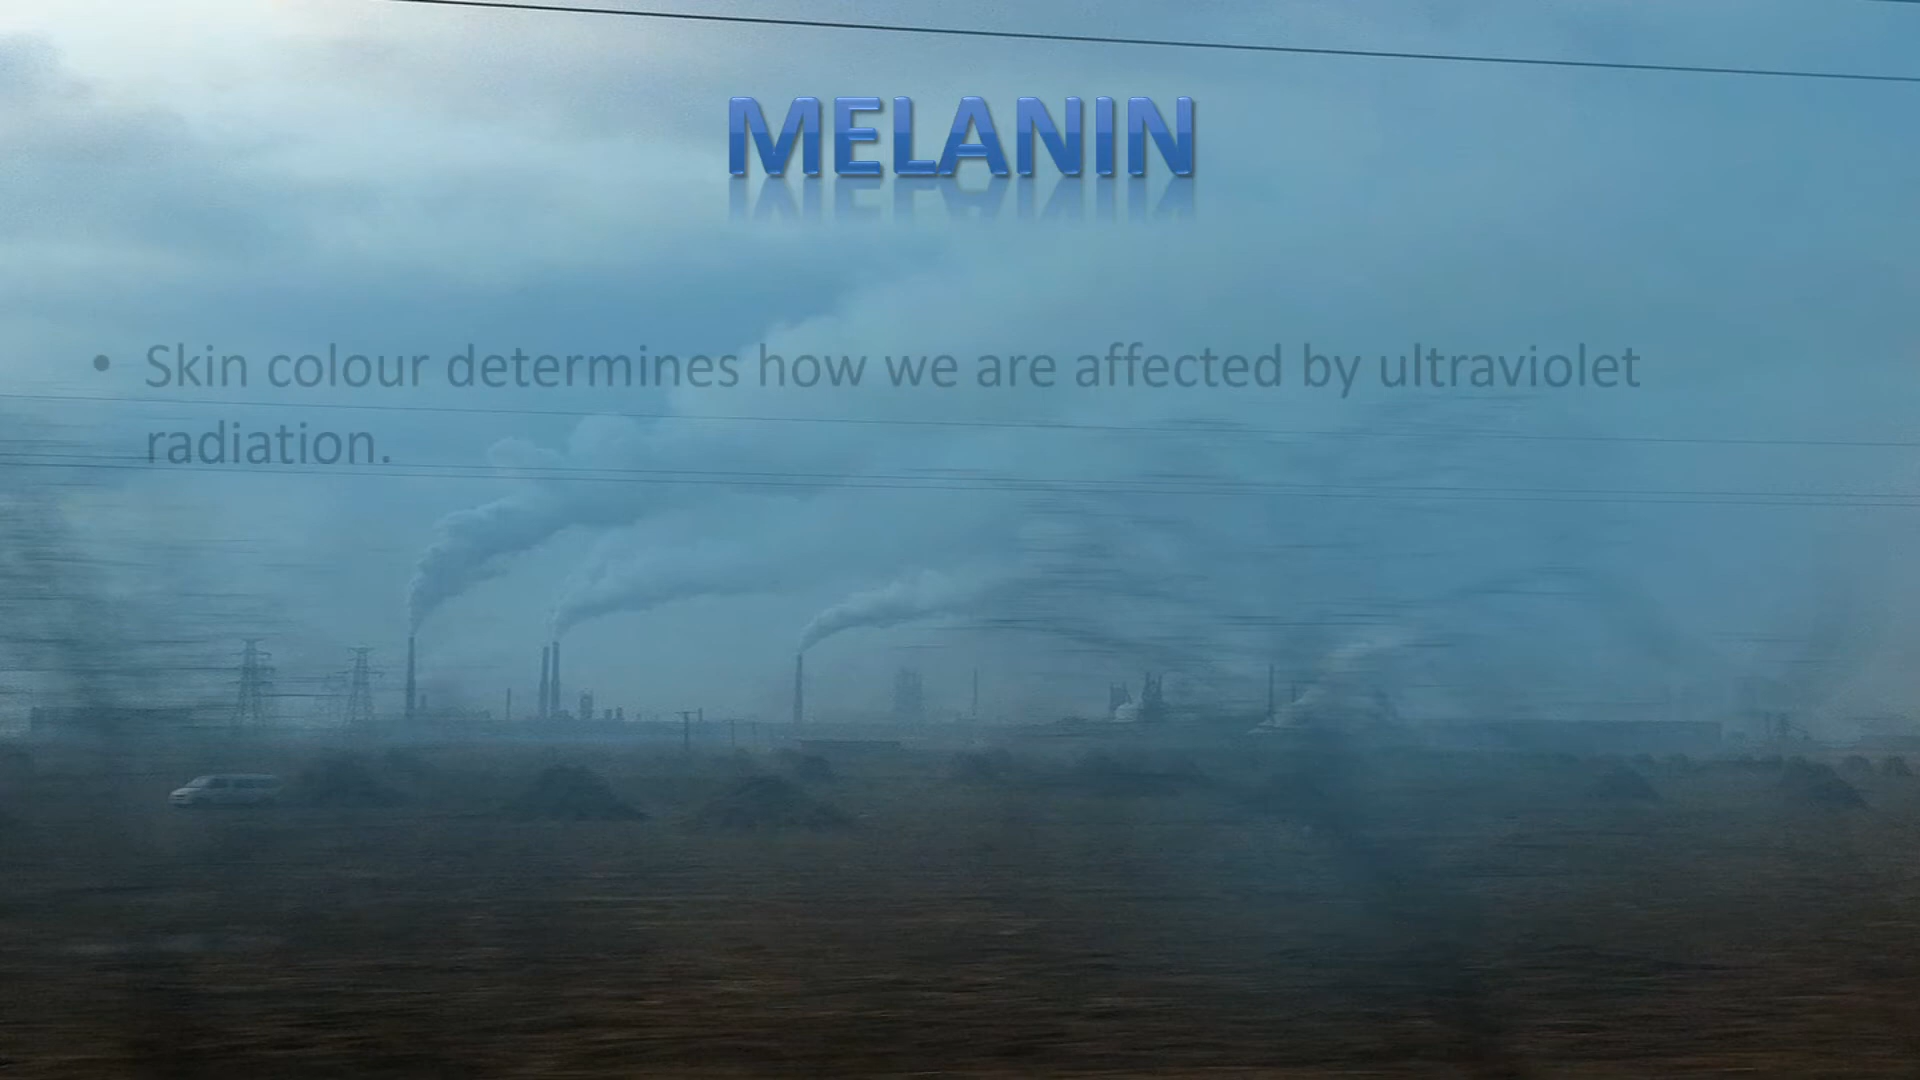 MELANIN
• Skin colour determines how we are affected by ultraviolet
radiation.